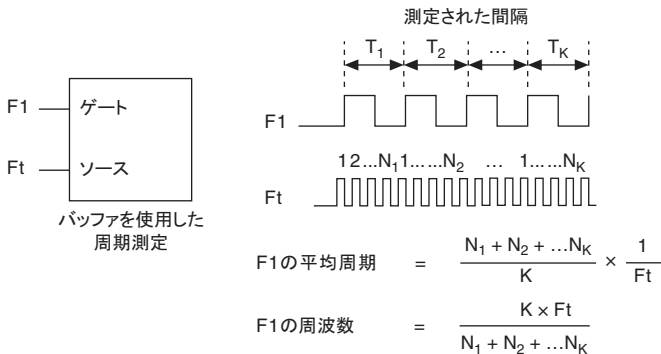 測定された間隔
T1 T2 … TK
F1 ゲート
Ft ソース
バッファを使用した
周期測定
F1
12...N1 1......N2 … 1......NK
Ft
F1の平均周期 = N1 + N2 + …NK / K × 1 / Ft
F1の周波数 = K × Ft / N1 + N2 + …NK